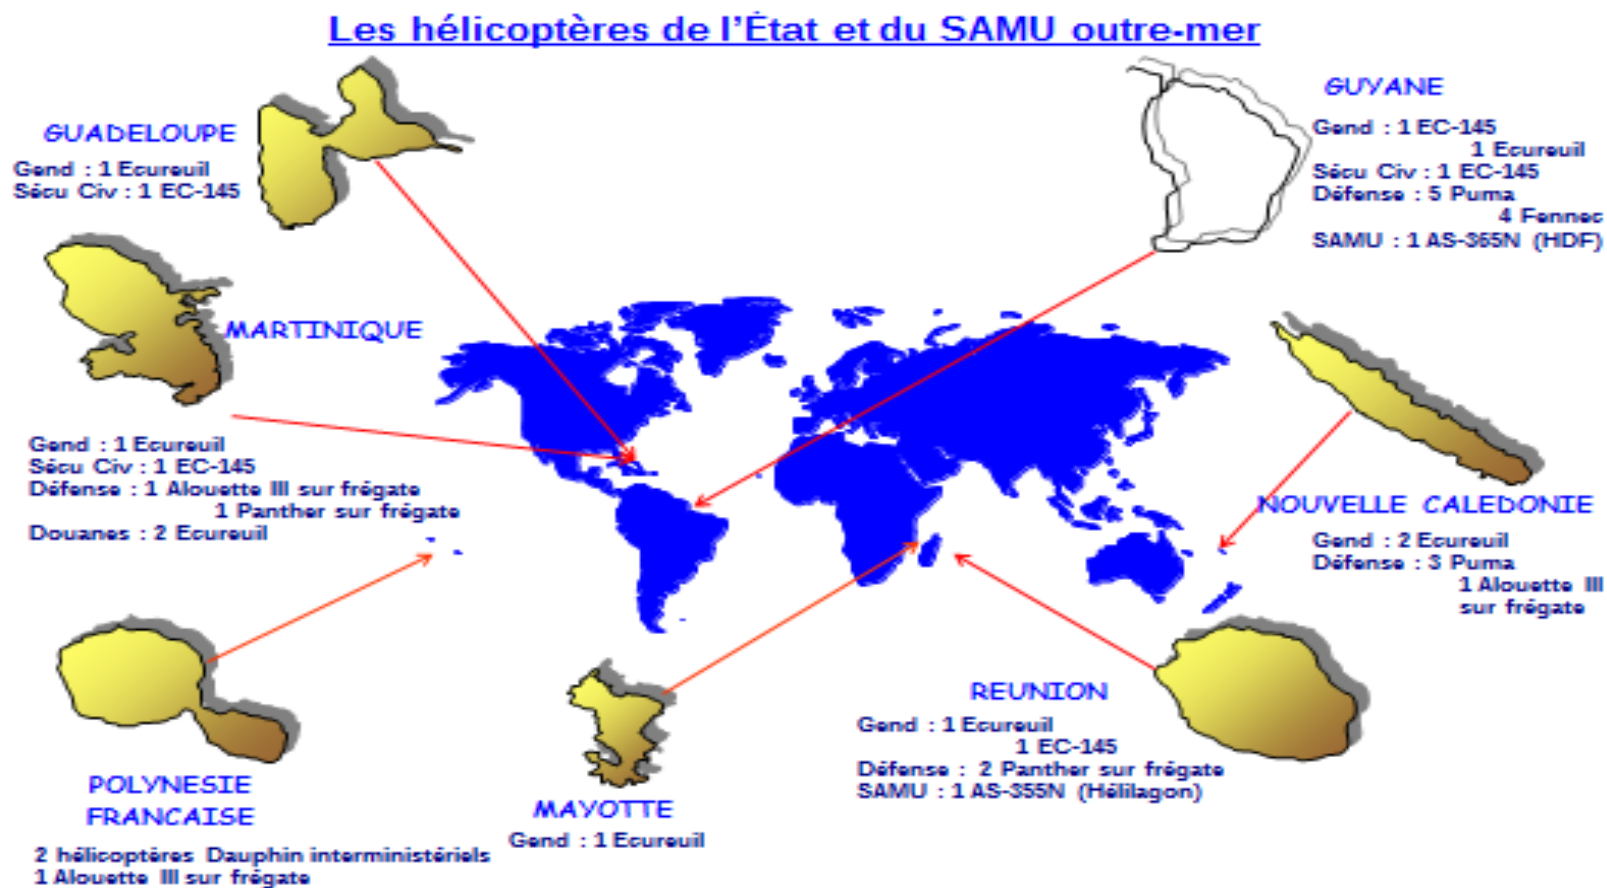 Les hélicoptères de l'État et du SAMU outre-mer
GUADELOUPE
Gend : 1 Ecureuil
Sécu Civ : 1 EC-145
GUYANE
Gend : 1 EC-145
1 Ecureuil
Sécu Civ : 1 EC-145
Défense : 5 Puma
4 Fennec
SAMU : 1 AS-365N (HDF)
MARTINIQUE
Gend : 1 Ecureuil
Sécu Civ : 1 EC-145
Défense : 1 Alouette III sur frégate
1 Panther sur frégate
Douanes : 2 Ecureuil
NOUVELLE CALEDONIE
Gend : 2 Ecureuil
Défense : 3 Puma
1 Alouette III
sur frégate
POLYNESIE
FRANCAISE
2 hélicoptères Dauphin interministériels
1 Alouette III sur frégate
MAYOTTE
Gend : 1 Ecureuil
REUNION
Gend : 1 Ecureuil
1 EC-145
Défense : 2 Panther sur frégate
SAMU : 1 AS-355N (Hélilagon)